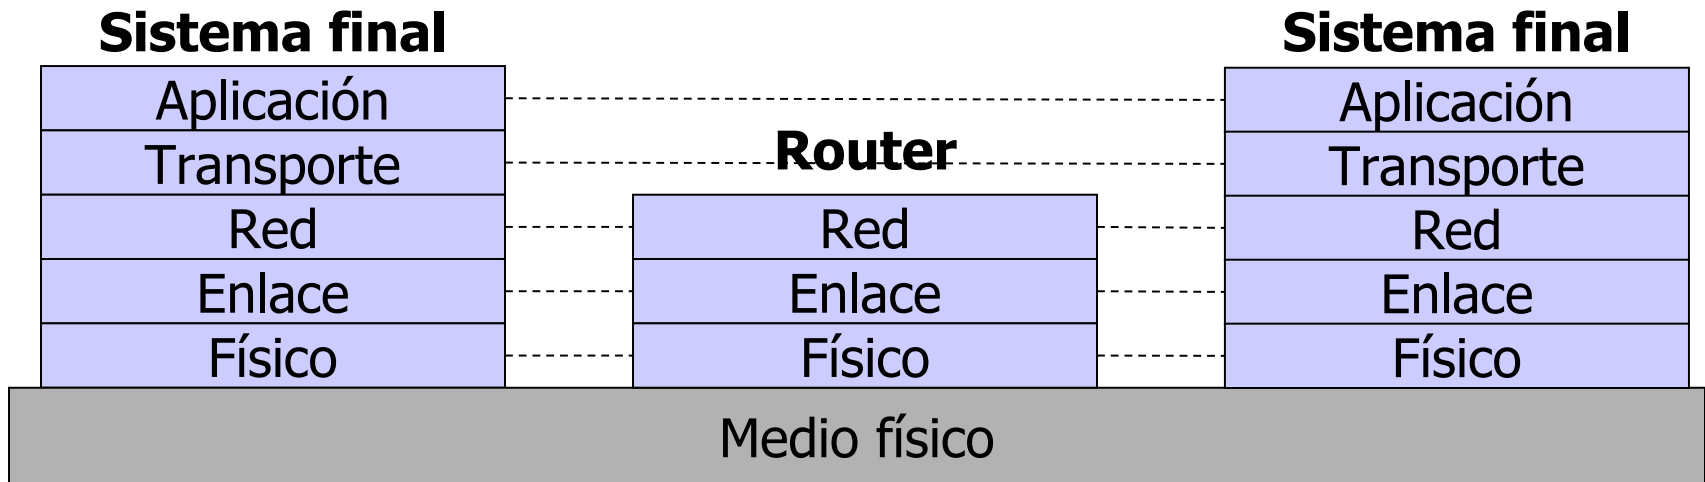 Sistema final
Aplicación
Transporte
Red
Enlace
Físico
Router
Red
Enlace
Físico
Sistema final
Aplicación
Transporte
Red
Enlace
Físico
Medio físico